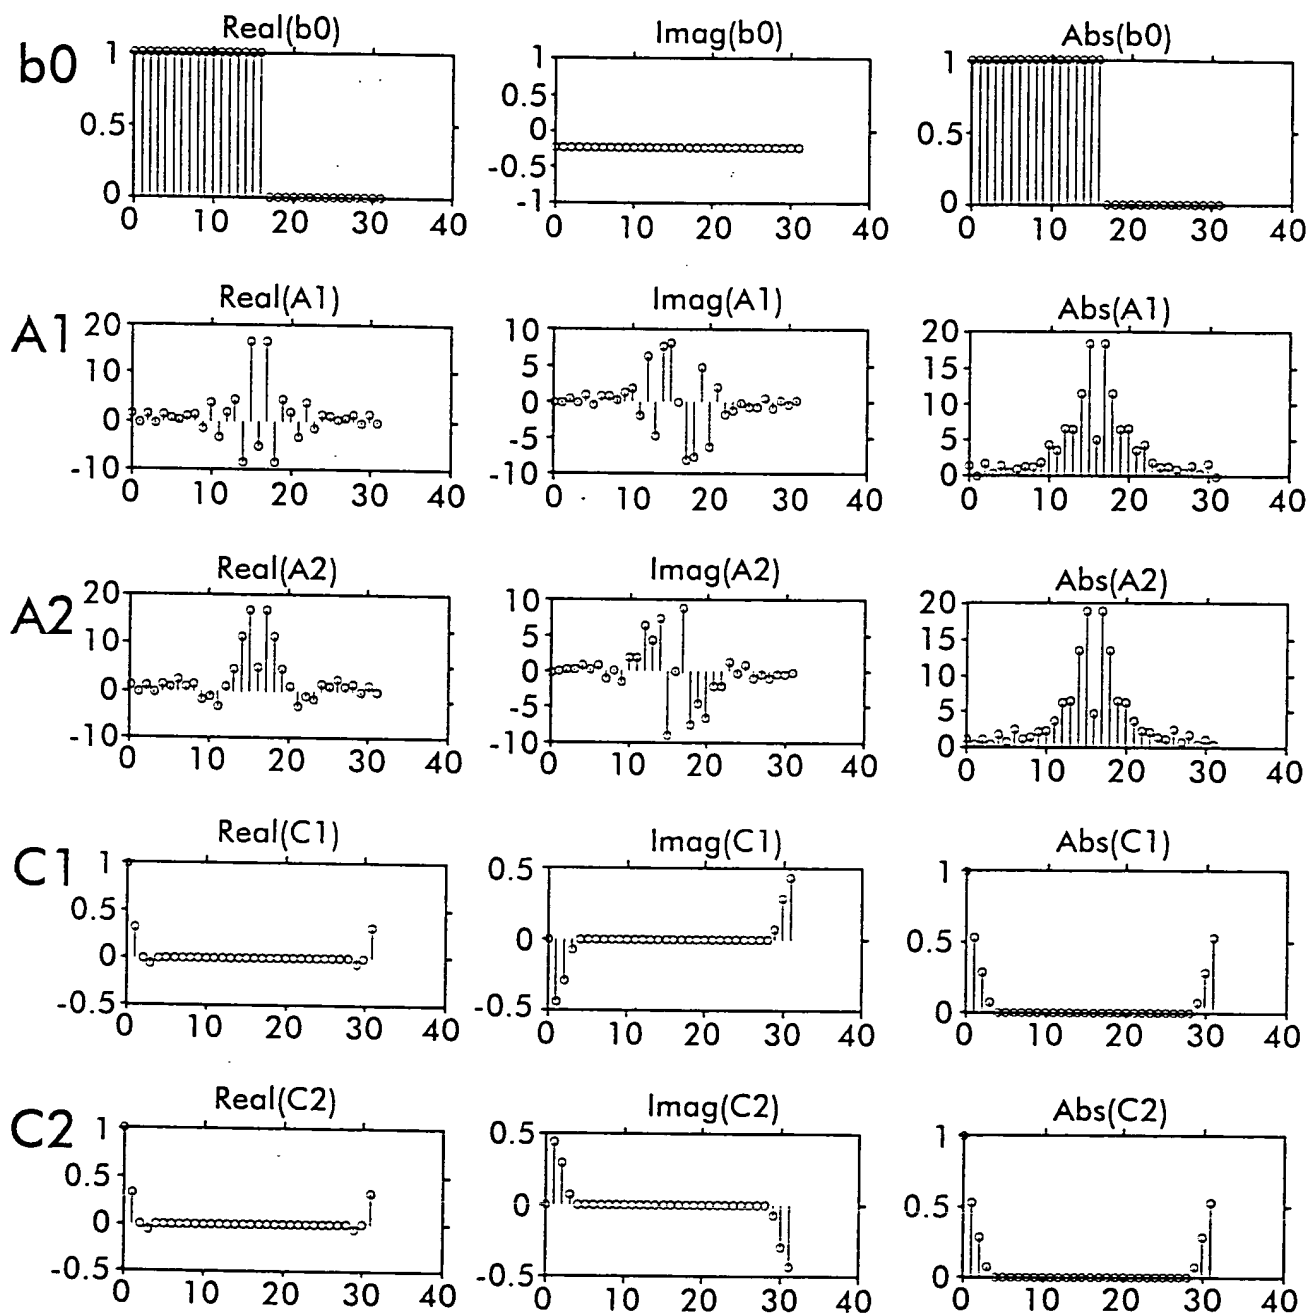 Real(b0) Imag(b0) Abs(b0)
b0
1 1 1
0.5 0.5 0.5
0 0 0
-0.5
-1
0 10 20 30 40 0 10 20 30 40 0 10 20 30 40
Real(A1) Imag(A1) Abs(A1)
A1
20 10 20
10 5 15
0 0 10
-10 -5 5
-10 0
0 10 20 30 40 0 10 20 30 40 0 10 20 30 40
Real(A2) Imag(A2) Abs(A2)
A2
20 10 20
10 5 15
0 0 10
-10 -5 5
-10 0
0 10 20 30 40 0 10 20 30 40 0 10 20 30 40
Real(C1) Imag(C1) Abs(C1)
C1
1 0.5 1
0.5 0 0.5
0 -0.5 0
-0.5
0 10 20 30 40 0 10 20 30 40 0 10 20 30 40
Real(C2) Imag(C2) Abs(C2)
C2
1 0.5 1
0.5 0 0.5
0 -0.5 0
-0.5
0 10 20 30 40 0 10 20 30 40 0 10 20 30 40